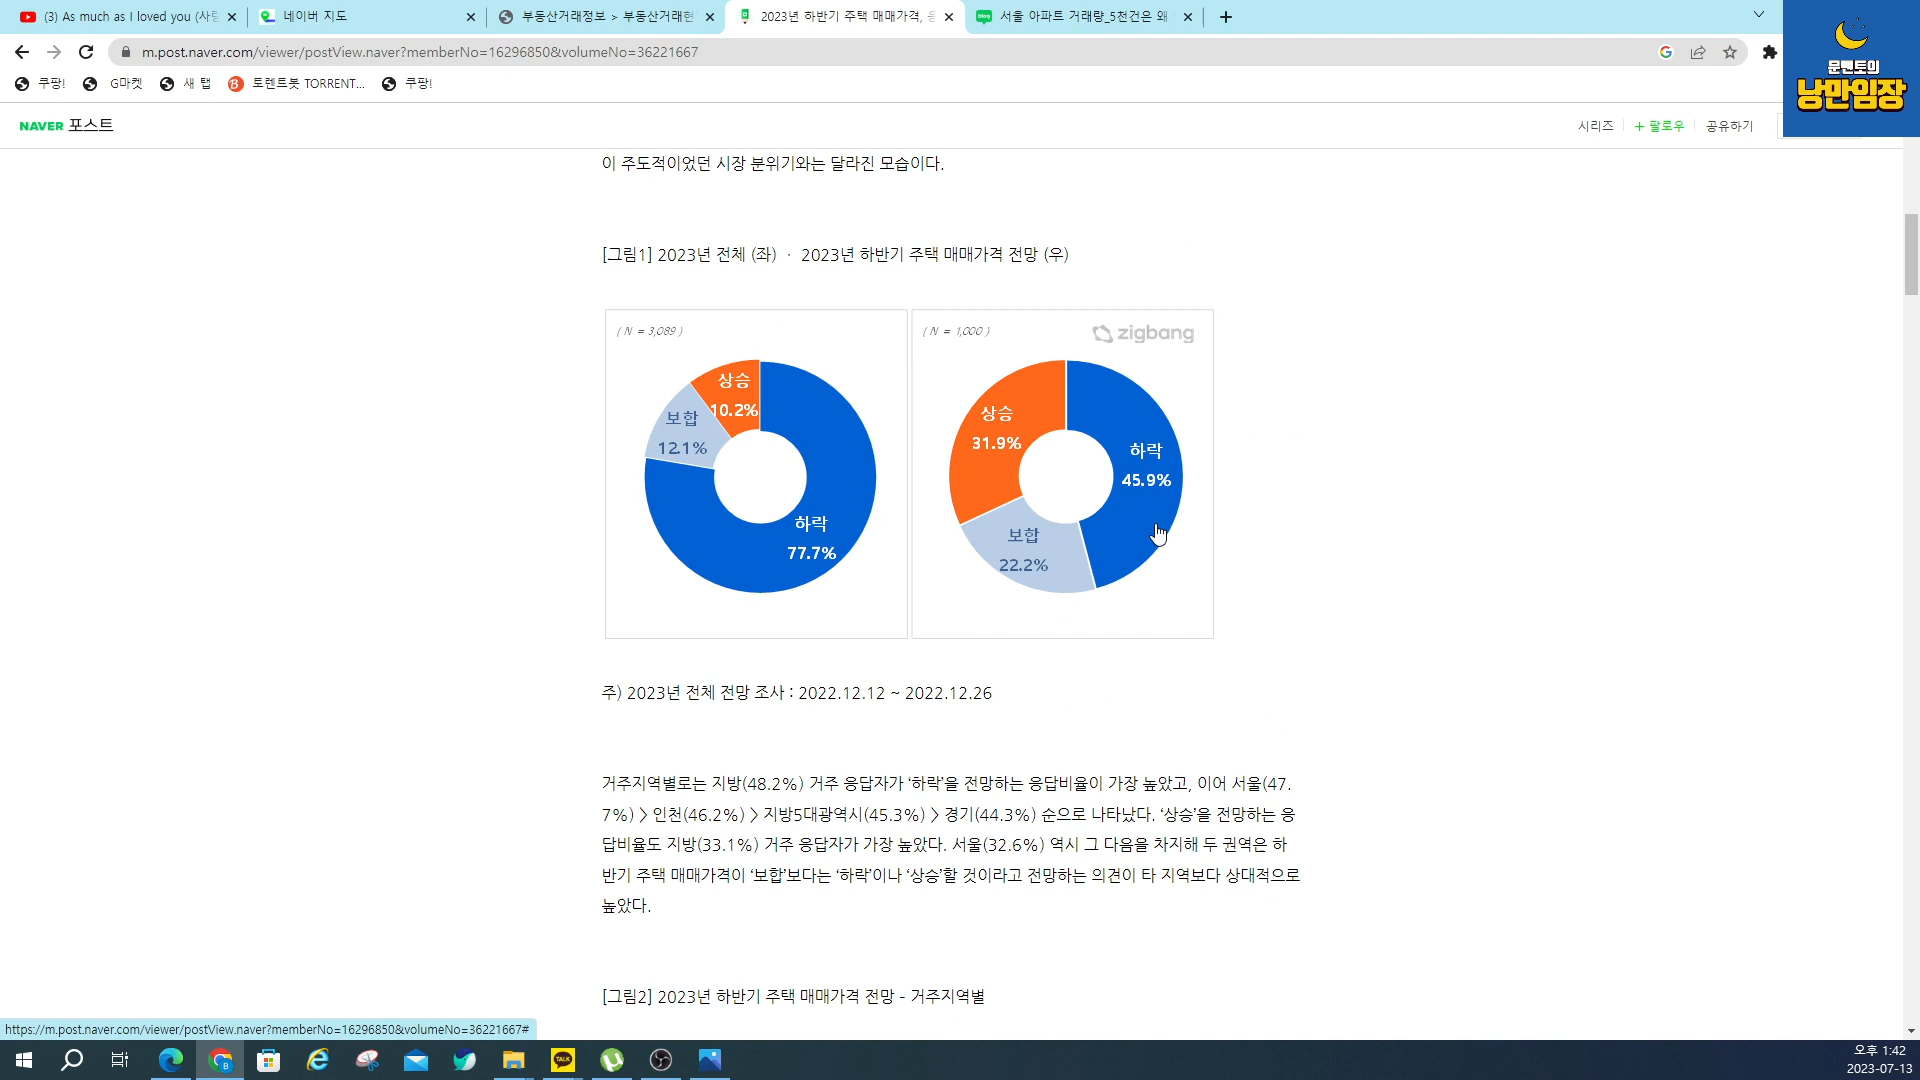 (3) As much as I loved you (사랑
네이버 지도
부동산거래정보 > 부동산거래현
2023년 하반기 주택 매매가격,
서울 아파트 거래량_5천건은 왜
m.post.naver.com/viewer/postView.naver?memberNo=16296850&volumeNo=36221667
쿠팡!
G마켓
새 탭
토렌트봇 TORRENT...
쿠팡!
문멘토의
낭만임장
NAVER 포스트
시리즈
+ 팔로우
공유하기
이 주도적이었던 시장 분위기와는 달라진 모습이다.
[그림1] 2023년 전체 (좌) · 2023년 하반기 주택 매매가격 전망 (우)
( N = 3,089 )
상승
10.2%
보합
12.1%
하락
77.7%
( N = 1,000 )
zigbang
상승
31.9%
하락
45.9%
보합
22.2%
주) 2023년 전체 전망 조사 : 2022.12.12 ~ 2022.12.26
거주지역별로는 지방(48.2%) 거주 응답자가 ‘하락’을 전망하는 응답비율이 가장 높았고, 이어 서울(47.
7%) > 인천(46.2%) > 지방5대광역시(45.3%) > 경기(44.3%) 순으로 나타났다. ‘상승’을 전망하는 응
답비율도 지방(33.1%) 거주 응답자가 가장 높았다. 서울(32.6%) 역시 그 다음을 차지해 두 권역은 하
반기 주택 매매가격이 ‘보합’보다는 ‘하락’이나 ‘상승’할 것이라고 전망하는 의견이 타 지역보다 상대적으로
높았다.
[그림2] 2023년 하반기 주택 매매가격 전망 - 거주지역별
https://m.post.naver.com/viewer/postView.naver?memberNo=16296850&volumeNo=36221667#
TALK
오후 1:42
2023-07-13